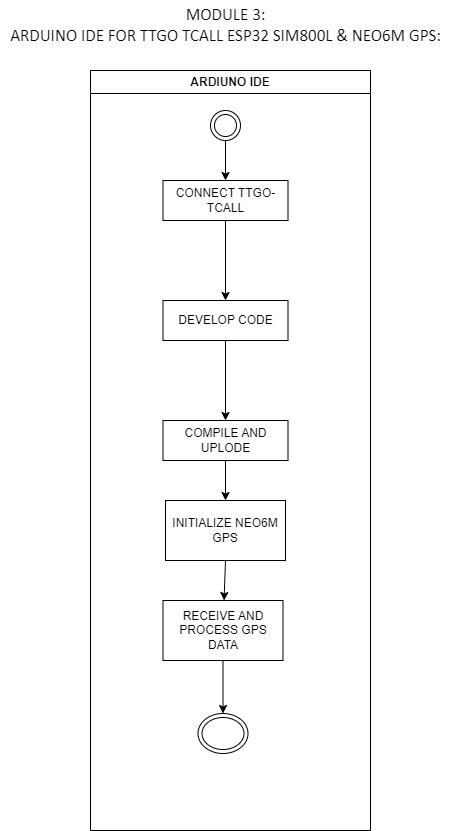 MODULE 3:
ARDUINO IDE FOR TTGO TCALL ESP32 SIM800L & NEO6M GPS:
ARDIUNO IDE
CONNECT TTGO-
TCALL
DEVELOP CODE
COMPILE AND
UPLODE
INITIALIZE NEO6M
GPS
RECEIVE AND
PROCESS GPS
DATA